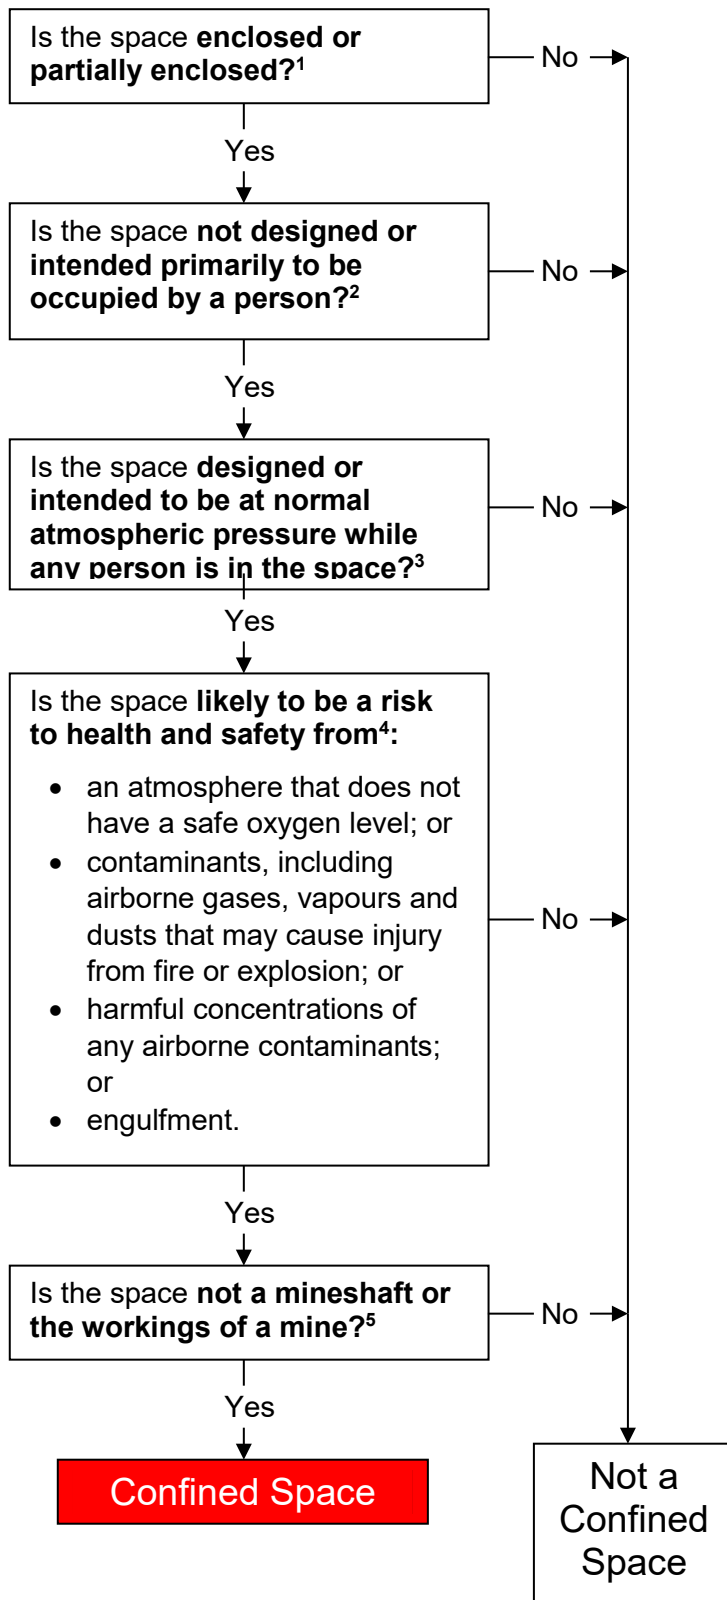 Is the space enclosed or
partially enclosed?¹
No
Yes
Is the space not designed or
intended primarily to be
occupied by a person?²
No
Yes
Is the space designed or
intended to be at normal
atmospheric pressure while
any person is in the space?³
No
Yes
Is the space likely to be a risk
to health and safety from⁴:
• an atmosphere that does not
have a safe oxygen level; or
• contaminants, including
airborne gases, vapours and
dusts that may cause injury
from fire or explosion; or
• harmful concentrations of
any airborne contaminants;
or
• engulfment.
No
Yes
Is the space not a mineshaft or
the workings of a mine?⁵
No
Yes
Confined Space
Not a
Confined
Space